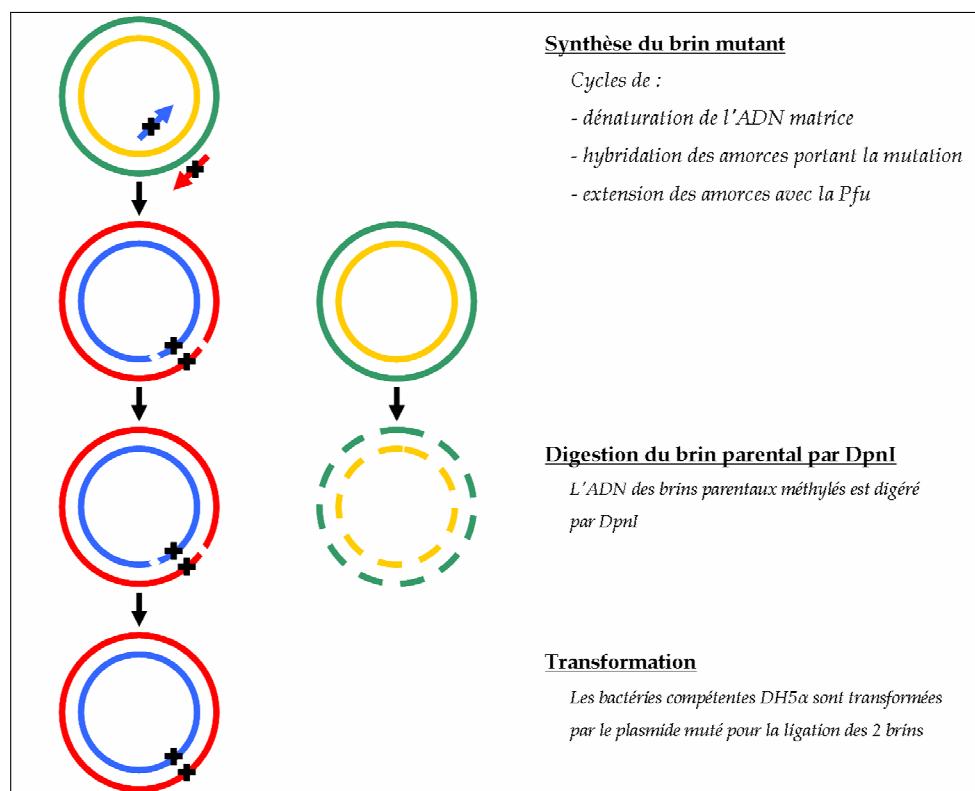 Synthèse du brin mutant
Cycles de :
- dénaturation de l'ADN matrice
- hybridation des amorces portant la mutation
- extension des amorces avec la Pfu
Digestion du brin parental par DpnI
L'ADN des brins parentaux méthylés est digéré
par DpnI
Transformation
Les bactéries compétentes DH5α sont transformées
par le plasmide muté pour la ligation des 2 brins